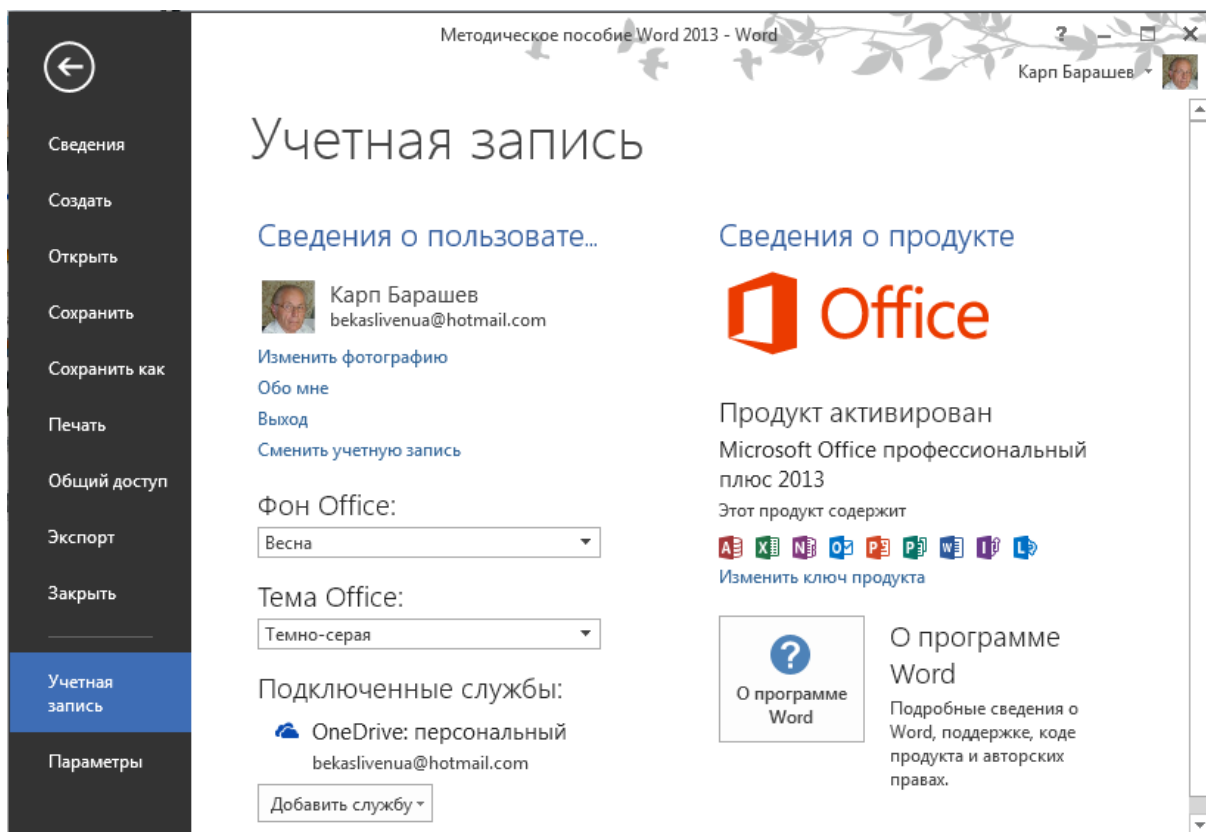 Методическое пособие Word 2013 - Word
?
Карп Барашев
Сведения
Создать
Открыть
Сохранить
Сохранить как
Печать
Общий доступ
Экспорт
Закрыть
Учетная
запись
Параметры
Учетная запись
Сведения о пользовате...
Карп Барашев
bekaslivenua@hotmail.com
Изменить фотографию
Обо мне
Выход
Сменить учетную запись
Фон Office:
Весна
Тема Office:
Темно-серая
Подключенные службы:
OneDrive: персональный
bekaslivenua@hotmail.com
Добавить службу
Сведения о продукте
Office
Продукт активирован
Microsoft Office профессиональный
плюс 2013
Этот продукт содержит
A X N O P P W I L
Изменить ключ продукта
?
О программе
Word
О программе
Word
Подробные сведения о
Word, поддержке, коде
продукта и авторских
правах.